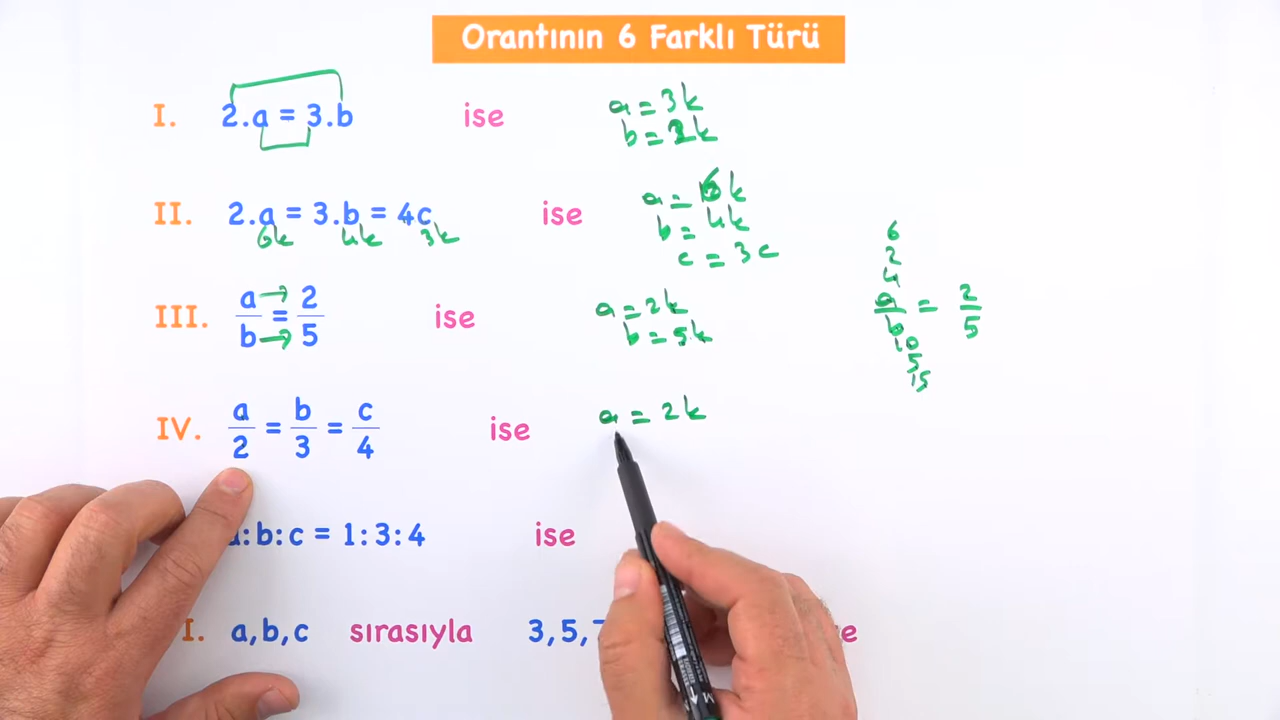 Orantının 6 Farklı Türü
I. 2.a = 3.b ise a = 3k
b = 2k
II. 2.a = 3.b = 4c ise a = 6k
6k 4k 3k b = 4k
c = 3c
III. a/b = 2/5 ise a = 2k
b = 5k
6
2
4
a/b = 2/5
10
5
15
IV. a/2 = b/3 = c/4 ise a = 2k
a:b:c = 1:3:4 ise
I. a,b,c sırasıyla 3,5,